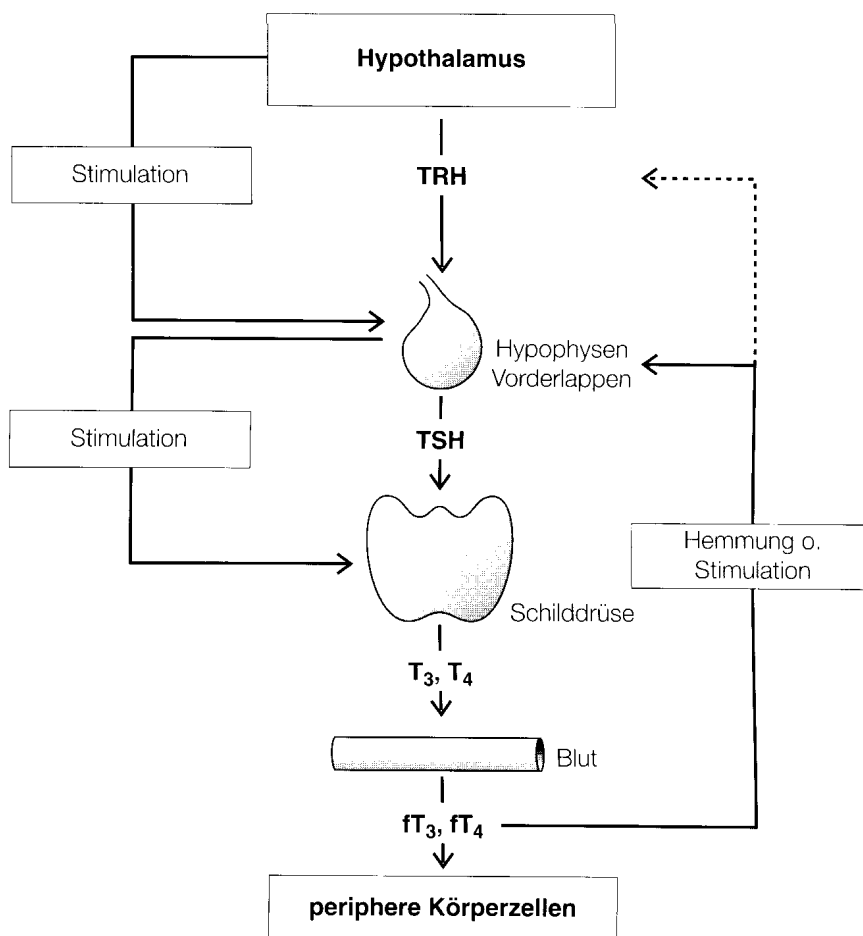 Hypothalamus
Stimulation
TRH
Hypophysen
Vorderlappen
Stimulation
TSH
Hemmung o.
Stimulation
Schilddrüse
T₃, T₄
Blut
fT₃, fT₄
periphere Körperzellen